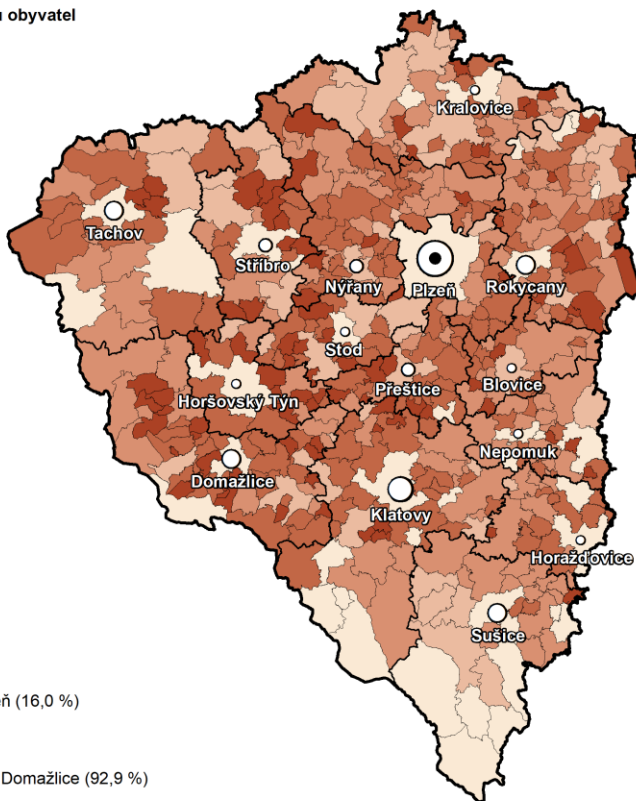 obyvatel
Kralovice
Tachov
Stříbro
Nýřany
Plzeň
Rokycany
Stod
Přeštice
Blovice
Horšovský Týn
Nepomuk
Domažlice
Klatovy
Horažďovice
Sušice
(16,0 %)
Domažlice (92,9 %)